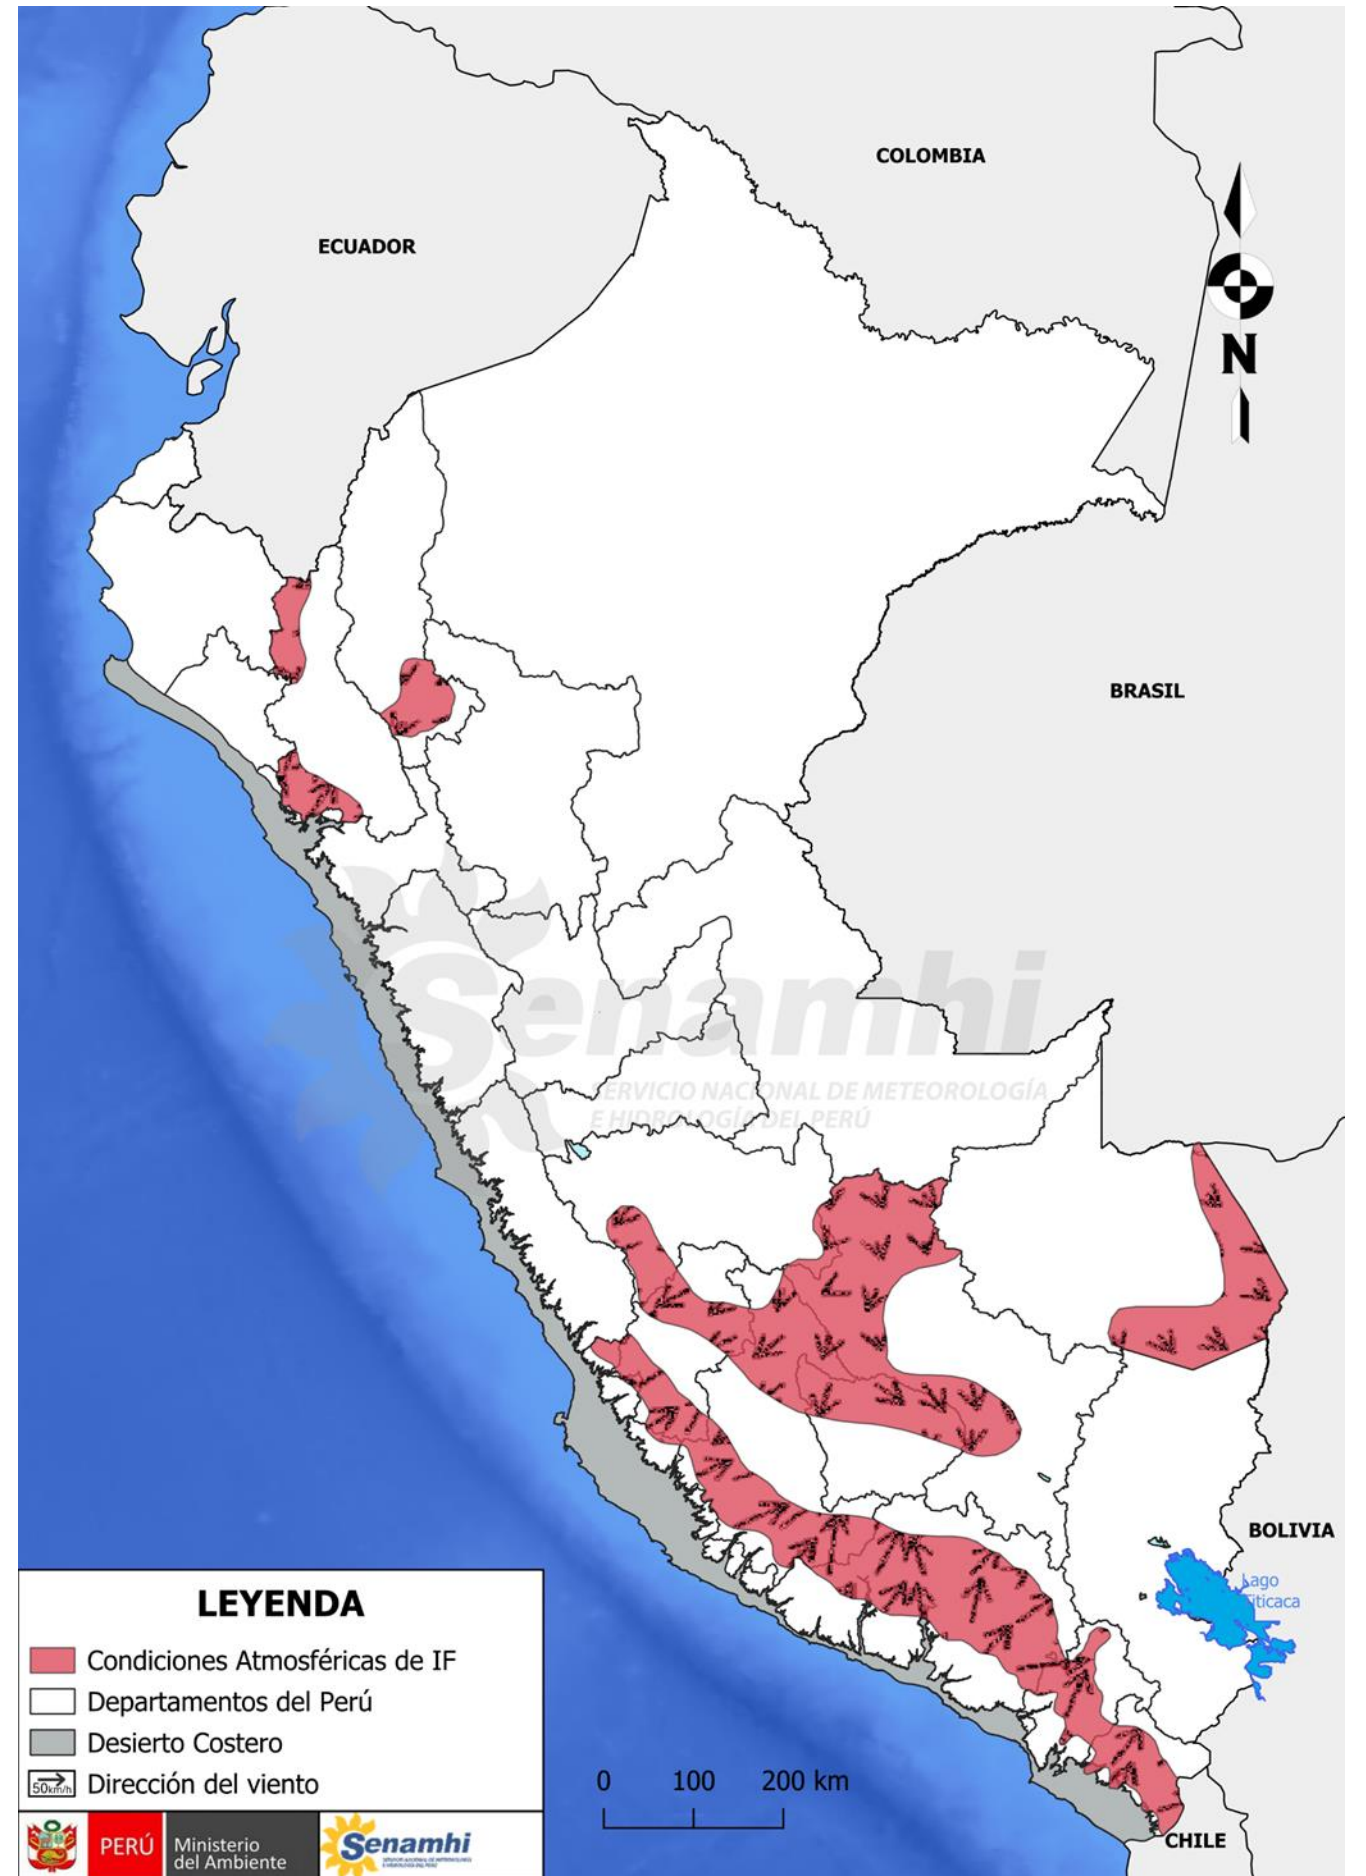 COLOMBIA
ECUADOR
N
BRASIL
Senamhi
SERVICIO NACIONAL DE METEOROLOGÍA
E HIDROLOGÍA DEL PERÚ
BOLIVIA
Lago
Titicaca
LEYENDA
Condiciones Atmosféricas de IF
Departamentos del Perú
Desierto Costero
50km/h Dirección del viento
0 100 200 km
CHILE
PERÚ
Ministerio
del Ambiente
Senamhi